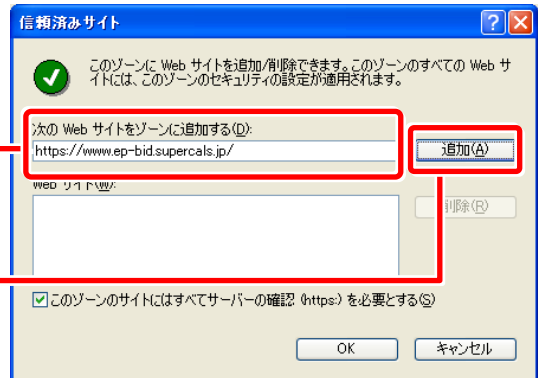 信頼済みサイト
このゾーンに Web サイトを追加/削除できます。このゾーンのすべての Web サ
イトには、このゾーンのセキュリティの設定が適用されます。
次の Web サイトをゾーンに追加する(D):
https://www.ep-bid.supercals.jp/
追加(A)
Web サイト(W):
削除(R)
このゾーンのサイトにはすべてサーバーの確認 (https:) を必要とする(S)
OK
キャンセル